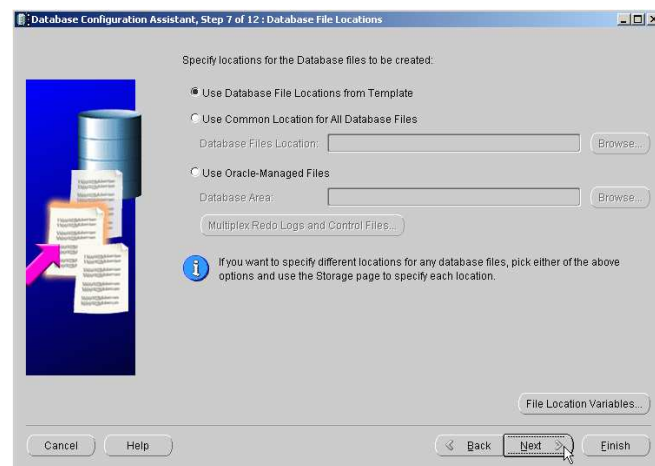 Database Configuration Assistant, Step 7 of 12 : Database File Locations
Specify locations for the Database files to be created:
Use Database File Locations from Template
Use Common Location for All Database Files
Database Files Location:
Browse...
Use Oracle-Managed Files
Database Area:
Browse...
Multiplex Redo Logs and Control Files...
If you want to specify different locations for any database files, pick either of the above
options and use the Storage page to specify each location.
File Location Variables...
Cancel
Help
Back
Next
Finish